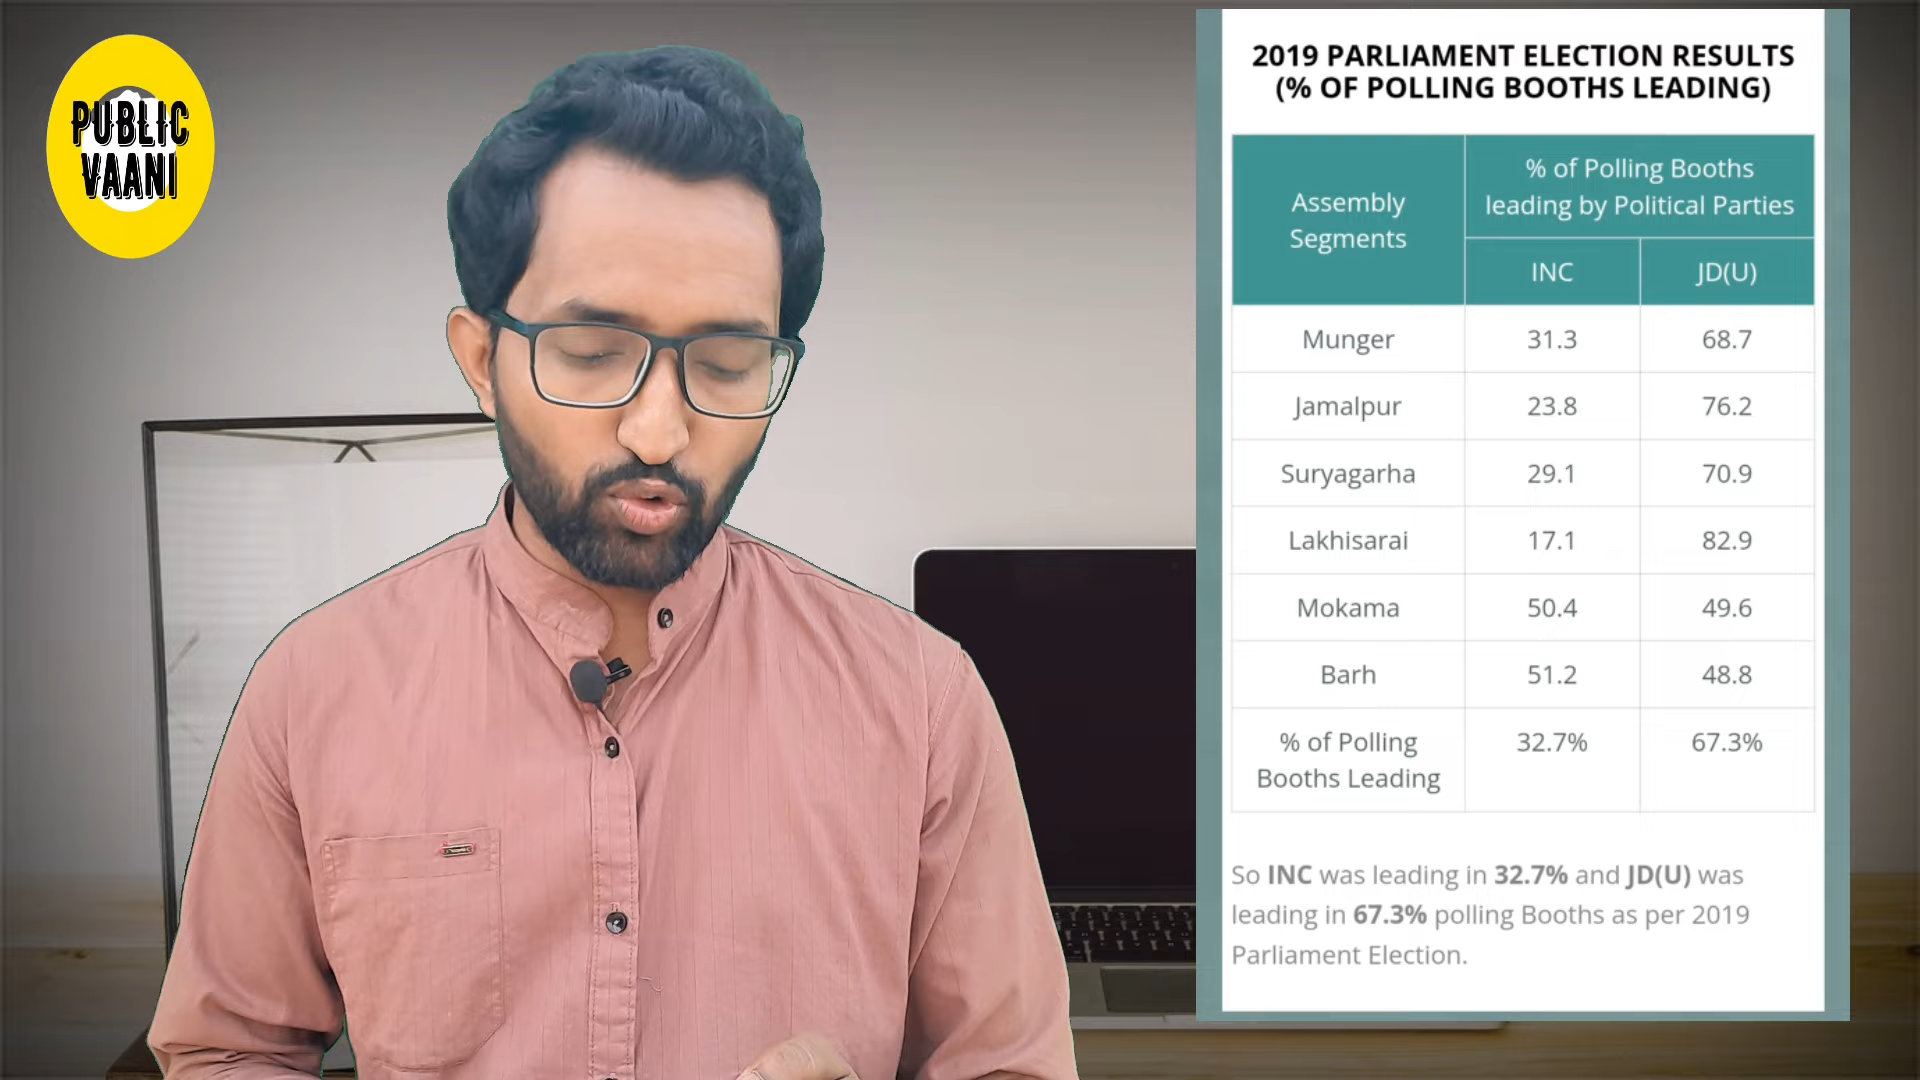 PUBLIC
VAANI
2019 PARLIAMENT ELECTION RESULTS
(% OF POLLING BOOTHS LEADING)
Assembly
Segments
% of Polling Booths
leading by Political Parties
INC JD(U)
Munger 31.3 68.7
Jamalpur 23.8 76.2
Suryagarha 29.1 70.9
Lakhisarai 17.1 82.9
Mokama 50.4 49.6
Barh 51.2 48.8
% of Polling
Booths Leading
32.7% 67.3%
So INC was leading in 32.7% and JD(U) was
leading in 67.3% polling Booths as per 2019
Parliament Election.